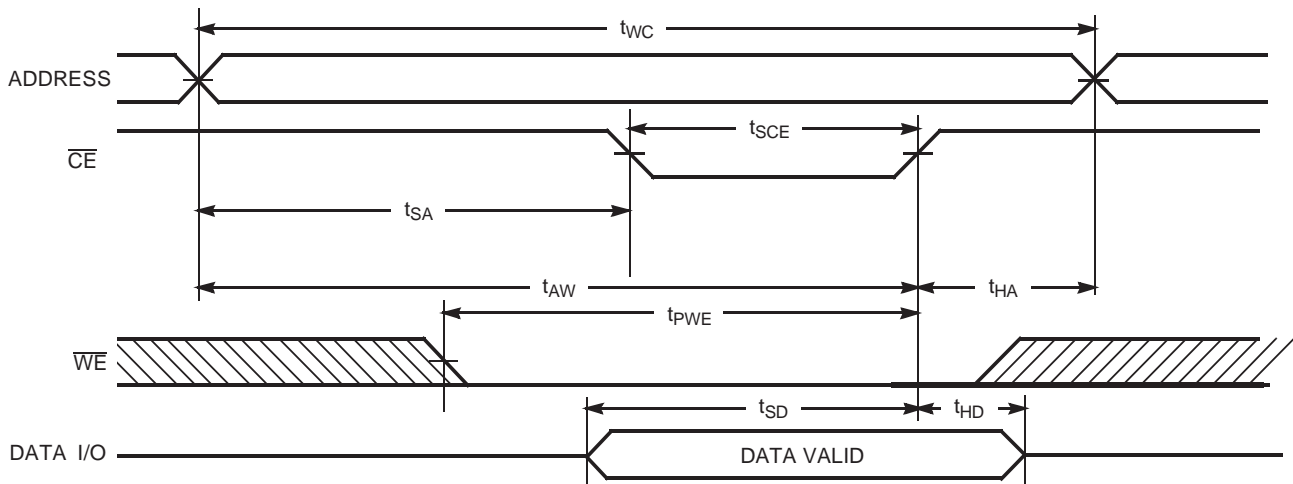 tWC
ADDRESS
tSCE
CE
tSA
tAW
tHA
tPWE
WE
tSD
tHD
DATA I/O
DATA VALID